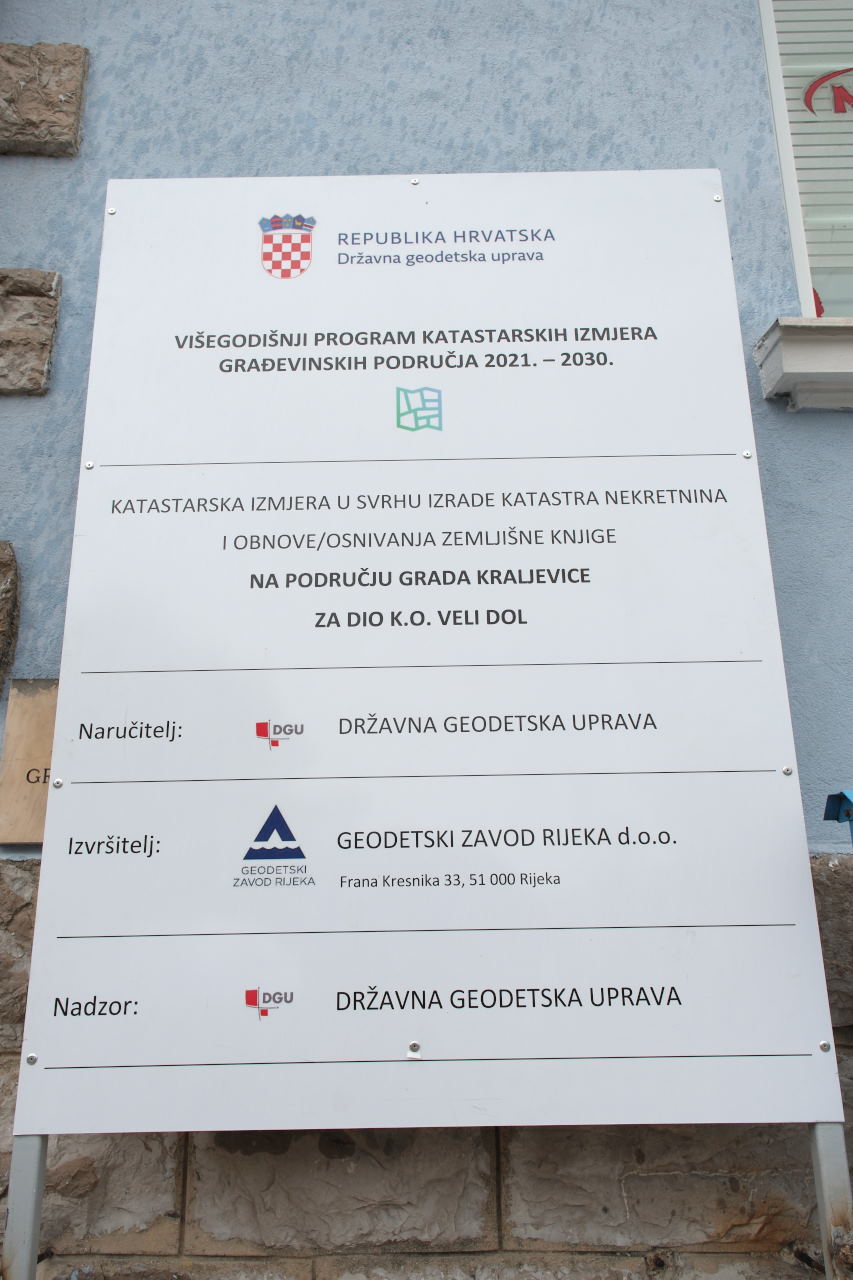 REPUBLIKA HRVATSKA
Državna geodetska uprava
VIŠEGODIŠNJI PROGRAM KATASTARSKIH IZMJERA
GRAĐEVINSKIH PODRUČJA 2021. – 2030.
KATASTARSKA IZMJERA U SVRHU IZRADE KATASTRA NEKRETNINA
I OBNOVE/OSNIVANJA ZEMLJIŠNE KNJIGE
NA PODRUČJU GRADA KRALJEVICE
ZA DIO K.O. VELI DOL
Naručitelj: DGU DRŽAVNA GEODETSKA UPRAVA
Izvršitelj: GEODETSKI ZAVOD RIJEKA d.o.o.
GEODETSKI
ZAVOD RIJEKA
Frana Kresnika 33, 51 000 Rijeka
Nadzor: DGU DRŽAVNA GEODETSKA UPRAVA